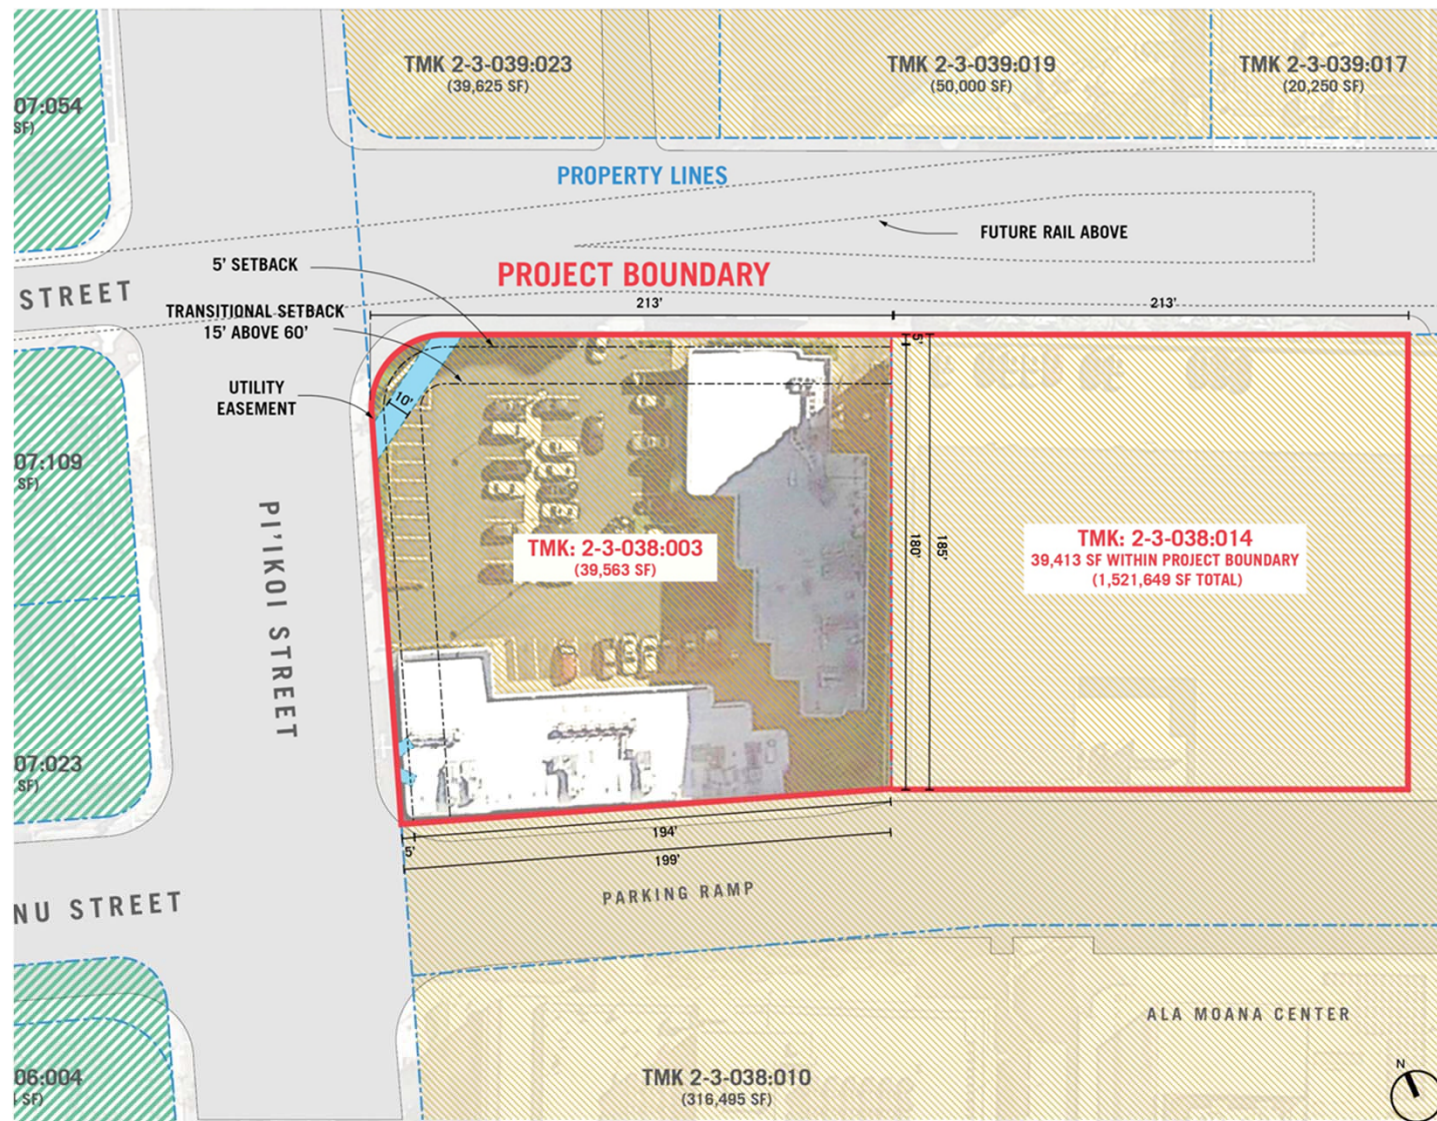 TMK 2-3-039:023
(39,625 SF)
TMK 2-3-039:019
(50,000 SF)
TMK 2-3-039:017
(20,250 SF)
07:054
SF)
PROPERTY LINES
FUTURE RAIL ABOVE
5' SETBACK
PROJECT BOUNDARY
STREET
213'
213'
TRANSITIONAL SETBACK
15' ABOVE 60'
5'
UTILITY
EASEMENT
10'
07:109
SF)
PI'IKOI STREET
TMK: 2-3-038:003
(39,563 SF)
180'
185'
TMK: 2-3-038:014
39,413 SF WITHIN PROJECT BOUNDARY
(1,521,649 SF TOTAL)
07:023
SF)
194'
5'
199'
PARKING RAMP
NU STREET
ALA MOANA CENTER
06:004
SF)
TMK 2-3-038:010
(316,495 SF)
N